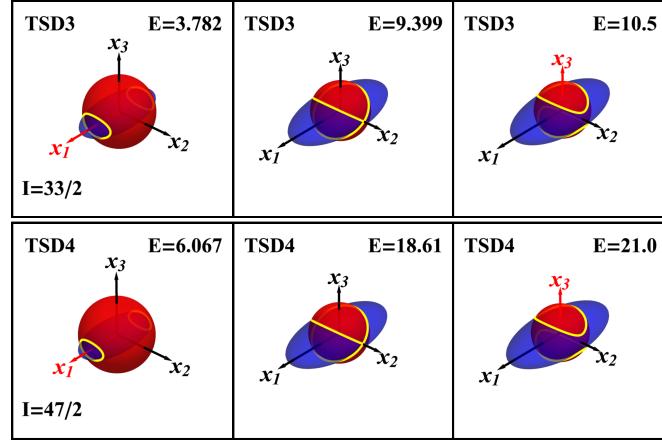 TSD3 E=3.782
x3
x2
x1
I=33/2
TSD3 E=9.399
x3
x2
x1
TSD3 E=10.5
x3
x2
x1
TSD4 E=6.067
x3
x2
x1
I=47/2
TSD4 E=18.61
x3
x2
x1
TSD4 E=21.0
x3
x2
x1